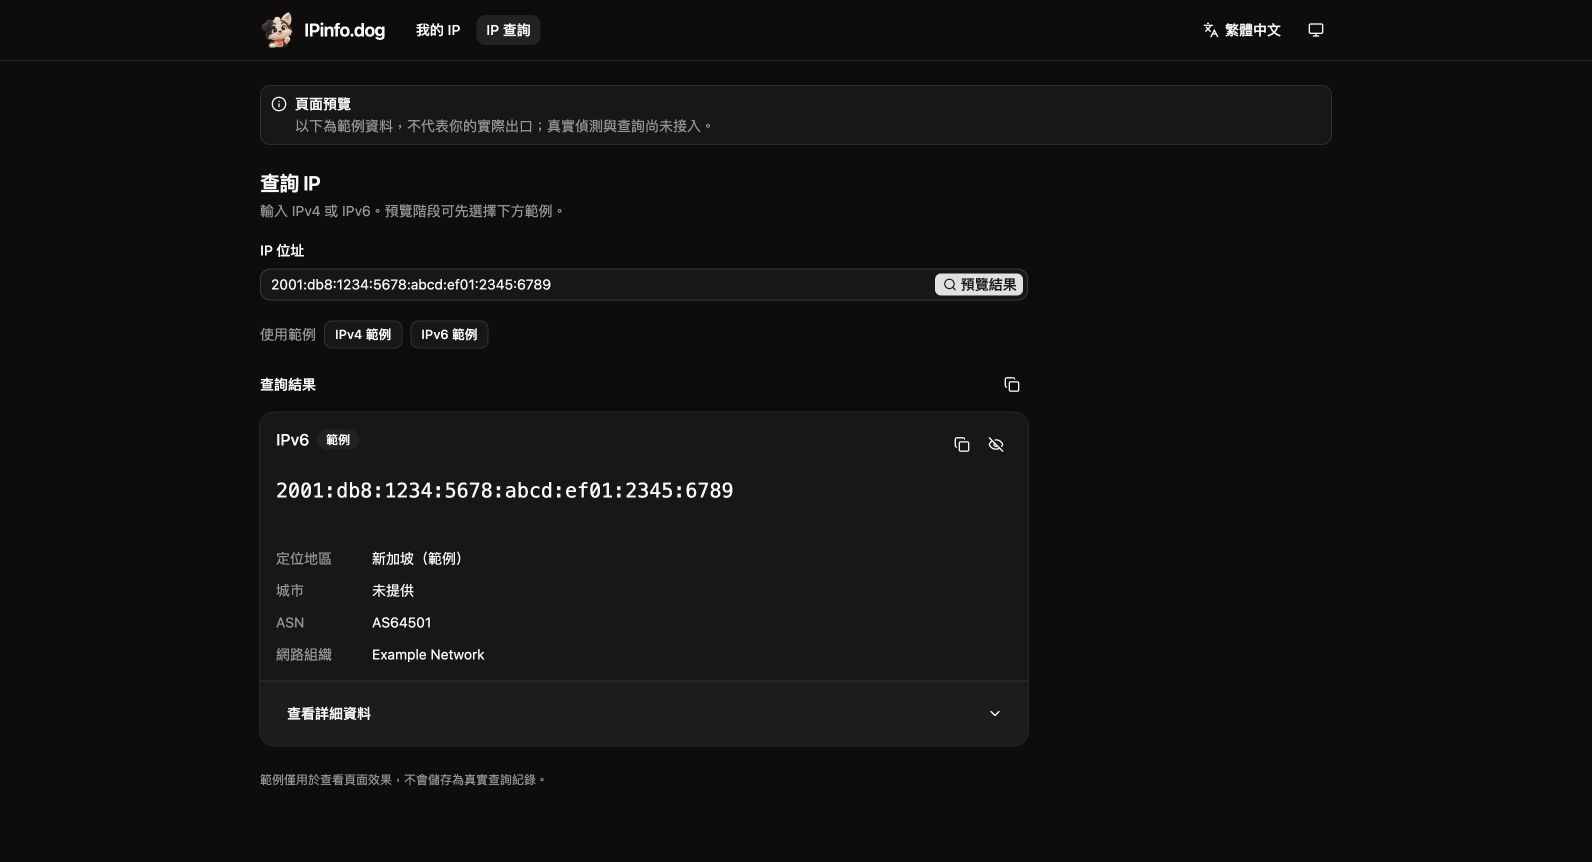 IPinfo.dog 我的 IP IP 查詢 繁體中文
頁面預覽
以下為範例資料，不代表你的實際出口；真實偵測與查詢尚未接入。
查詢 IP
輸入 IPv4 或 IPv6。預覽階段可先選擇下方範例。
IP 位址
2001:db8:1234:5678:abcd:ef01:2345:6789 預覽結果
使用範例 IPv4 範例 IPv6 範例
查詢結果
IPv6 範例
2001:db8:1234:5678:abcd:ef01:2345:6789
定位地區 新加坡（範例）
城市 未提供
ASN AS64501
網路組織 Example Network
查看詳細資料
範例僅用於查看頁面效果，不會儲存為真實查詢紀錄。